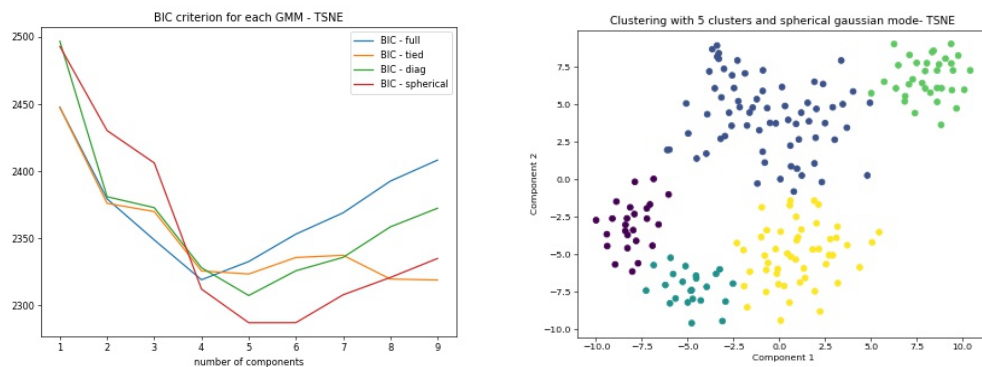 BIC criterion for each GMM - TSNE
2500
2450
2400
2350
2300
BIC - full
BIC - tied
BIC - diag
BIC - spherical
1 2 3 4 5 6 7 8 9
number of components
Clustering with 5 clusters and spherical gaussian mode- TSNE
Component 2
7.5
5.0
2.5
0.0
−2.5
−5.0
−7.5
−10.0
−10.0 −7.5 −5.0 −2.5 0.0 2.5 5.0 7.5 10.0
Component 1